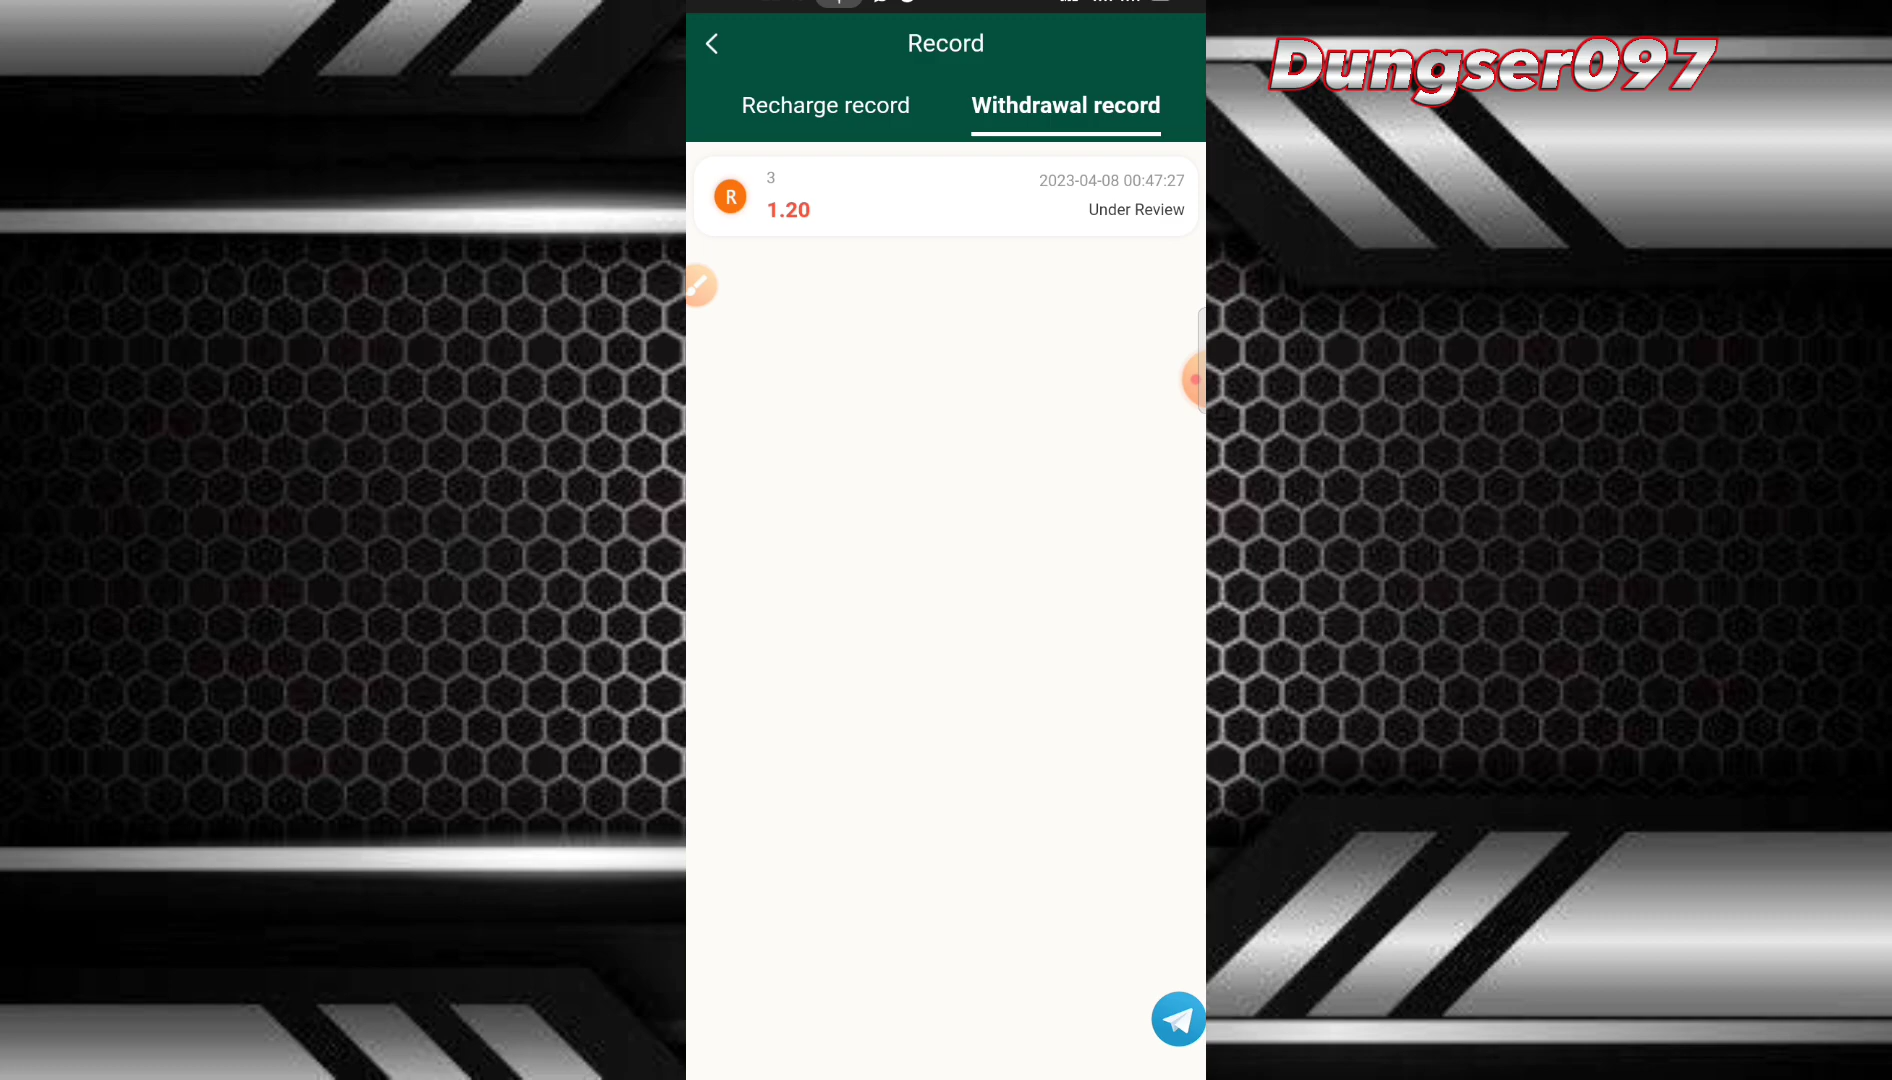 Record
Dungser097
Recharge record
Withdrawal record
3
2023-04-08 00:47:27
R
1.20
Under Review